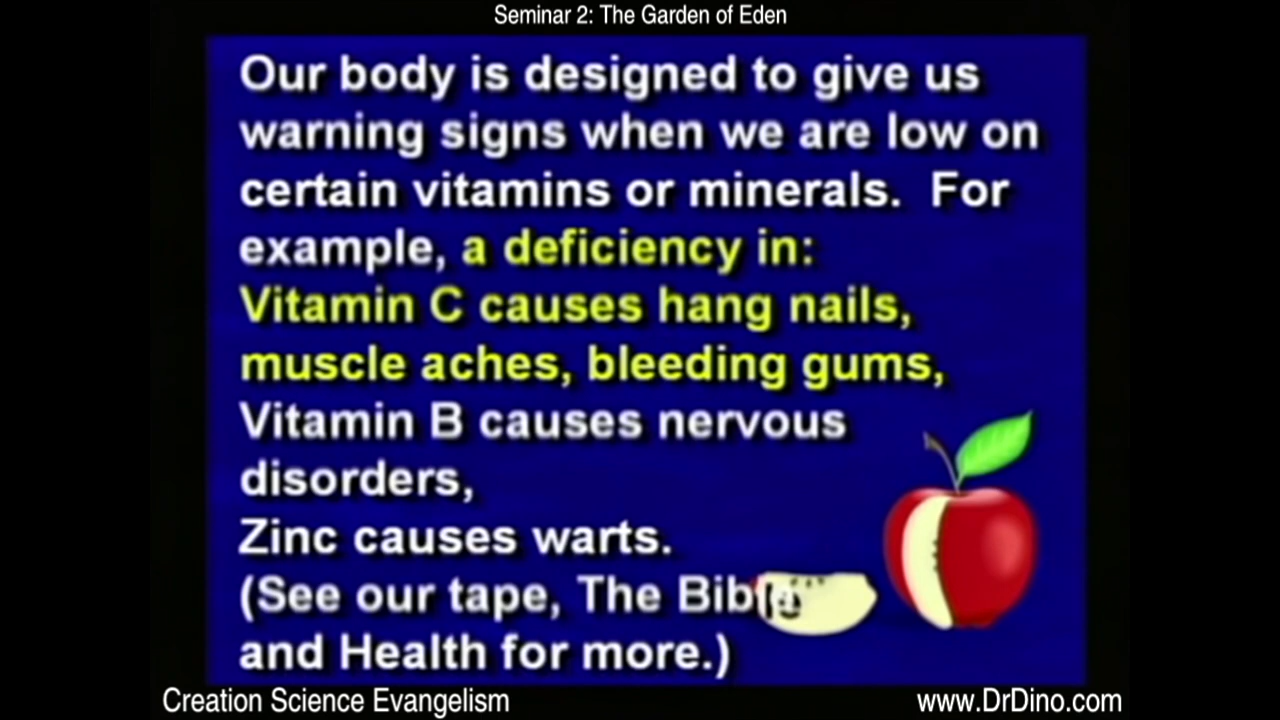 Seminar 2: The Garden of Eden
Our body is designed to give us
warning signs when we are low on
certain vitamins or minerals.  For
example, a deficiency in:
Vitamin C causes hang nails,
muscle aches, bleeding gums,
Vitamin B causes nervous
disorders,
Zinc causes warts.
(See our tape, The Bible
and Health for more.)
Creation Science Evangelism
www.DrDino.com